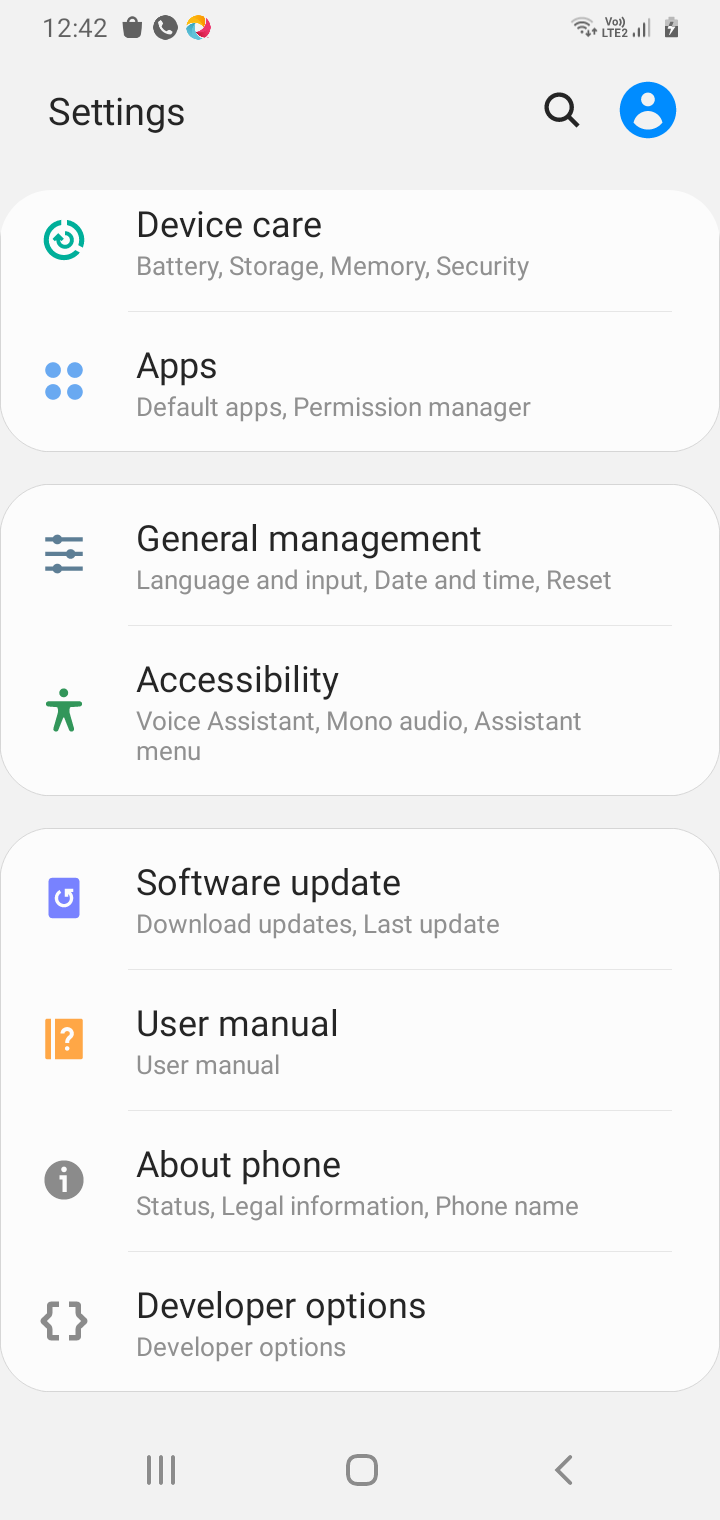 12:42
Vo)) LTE2
Settings
Device care
Battery, Storage, Memory, Security
Apps
Default apps, Permission manager
General management
Language and input, Date and time, Reset
Accessibility
Voice Assistant, Mono audio, Assistant
menu
Software update
Download updates, Last update
User manual
User manual
About phone
Status, Legal information, Phone name
Developer options
Developer options